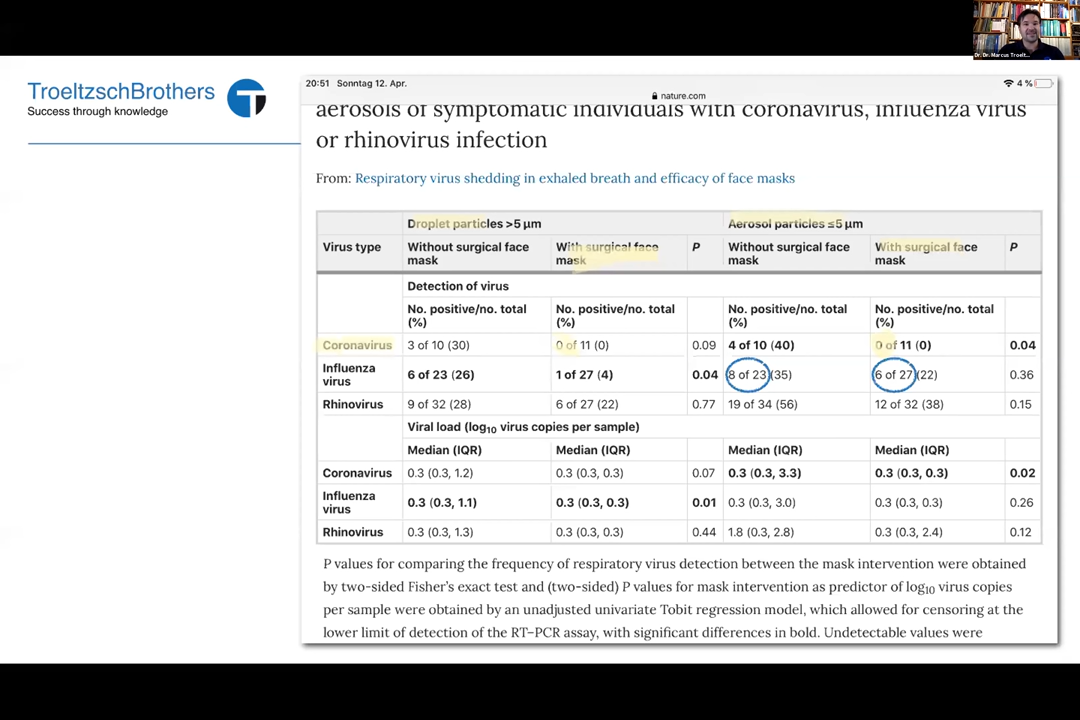 Dr. Dr. Marcus Troelt...
TroeltzschBrothers
Success through knowledge
20:51 Sonntag 12. Apr.
4 %
nature.com
aerosols of symptomatic individuals with coronavirus, influenza virus
or rhinovirus infection
From: Respiratory virus shedding in exhaled breath and efficacy of face masks
Droplet particles >5 µm Aerosol particles ≤5 µm
Virus type Without surgical face mask With surgical face mask P Without surgical face mask With surgical face mask P
Detection of virus
No. positive/no. total (%) No. positive/no. total (%) No. positive/no. total (%) No. positive/no. total (%)
Coronavirus 3 of 10 (30) 0 of 11 (0) 0.09 4 of 10 (40) 0 of 11 (0) 0.04
Influenza virus 6 of 23 (26) 1 of 27 (4) 0.04 8 of 23 (35) 6 of 27 (22) 0.36
Rhinovirus 9 of 32 (28) 6 of 27 (22) 0.77 19 of 34 (56) 12 of 32 (38) 0.15
Viral load (log10 virus copies per sample)
Median (IQR) Median (IQR) Median (IQR) Median (IQR)
Coronavirus 0.3 (0.3, 1.2) 0.3 (0.3, 0.3) 0.07 0.3 (0.3, 3.3) 0.3 (0.3, 0.3) 0.02
Influenza virus 0.3 (0.3, 1.1) 0.3 (0.3, 0.3) 0.01 0.3 (0.3, 3.0) 0.3 (0.3, 0.3) 0.26
Rhinovirus 0.3 (0.3, 1.3) 0.3 (0.3, 0.3) 0.44 1.8 (0.3, 2.8) 0.3 (0.3, 2.4) 0.12
P values for comparing the frequency of respiratory virus detection between the mask intervention were obtained
by two-sided Fisher’s exact test and (two-sided) P values for mask intervention as predictor of log10 virus copies
per sample were obtained by an unadjusted univariate Tobit regression model, which allowed for censoring at the
lower limit of detection of the RT–PCR assay, with significant differences in bold. Undetectable values were